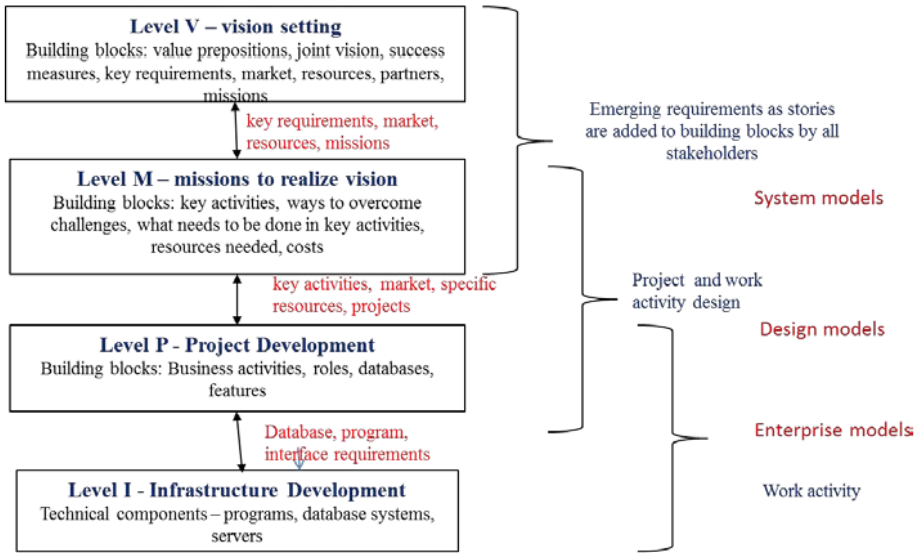 Level V – vision setting
Building blocks: value prepositions, joint vision, success
measures, key requirements, market, resources, partners,
missions
key requirements, market,
resources, missions
Emerging requirements as stories
are added to building blocks by all
stakeholders
Level M – missions to realize vision
Building blocks: key activities, ways to overcome
challenges, what needs to be done in key activities,
resources needed, costs
System models
key activities, market, specific
resources, projects
Project and work
activity design
Level P - Project Development
Building blocks: Business activities, roles, databases,
features
Design models
Database, program,
interface requirements
Enterprise models
Level I - Infrastructure Development
Technical components – programs, database systems,
servers
Work activity